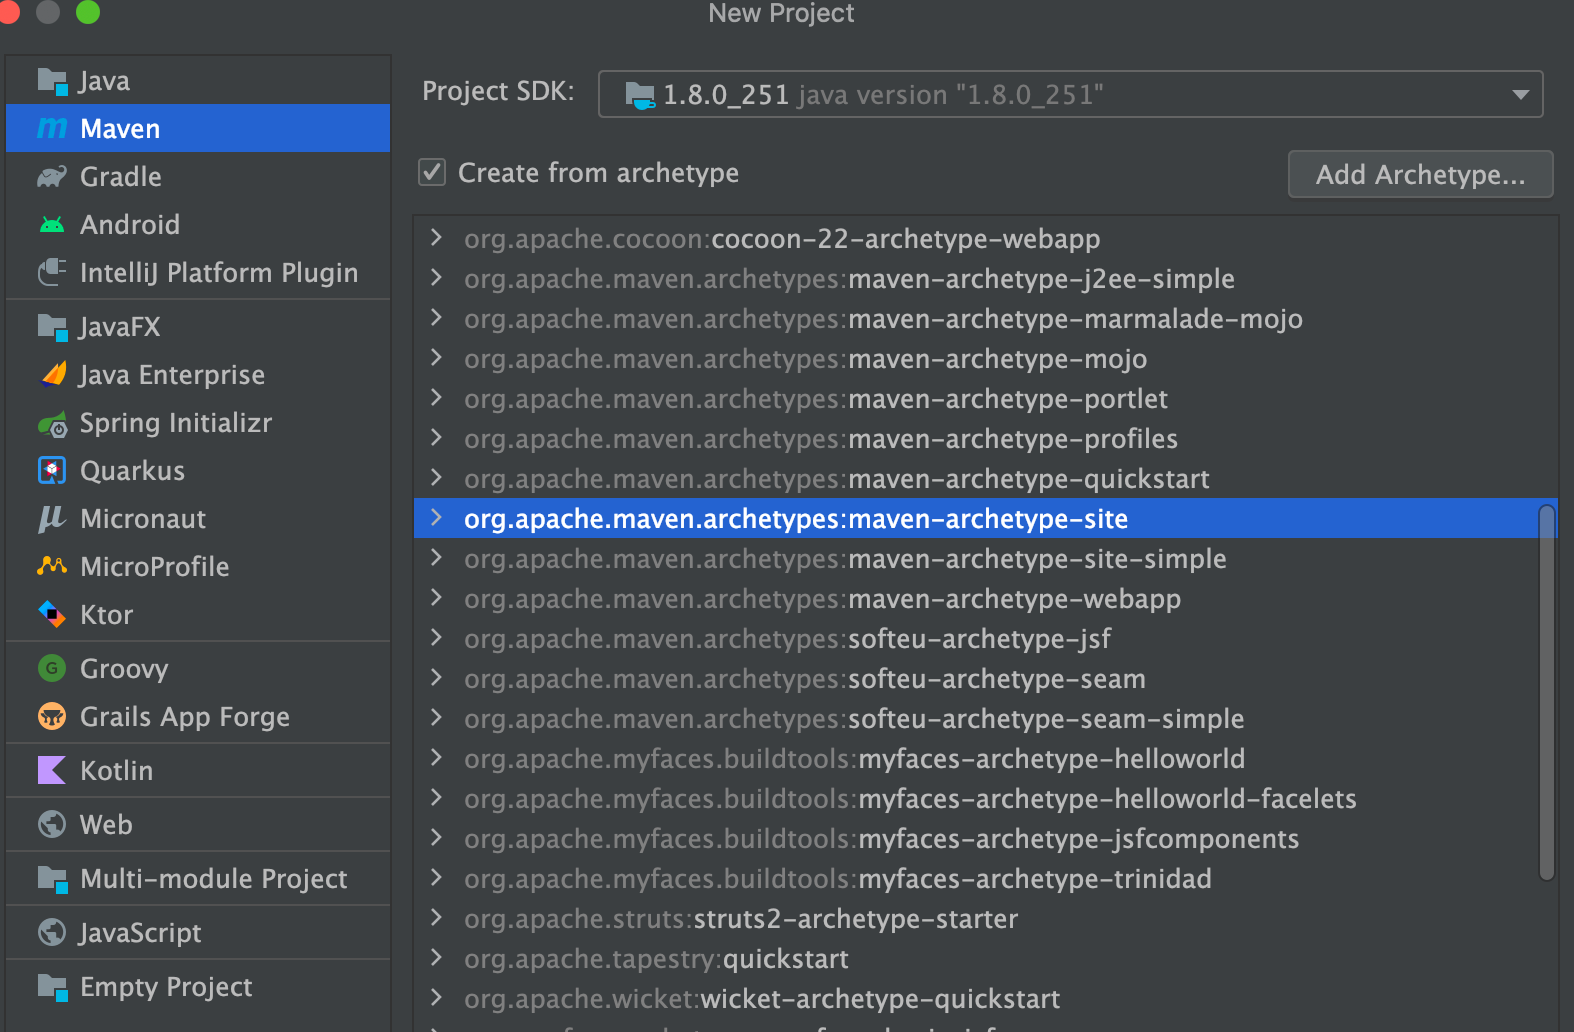 New Project
Java
Maven
Gradle
Android
IntelliJ Platform Plugin
JavaFX
Java Enterprise
Spring Initializr
Quarkus
Micronaut
MicroProfile
Ktor
Groovy
Grails App Forge
Kotlin
Web
Multi-module Project
JavaScript
Empty Project
Project SDK: 1.8.0_251 java version "1.8.0_251"
Create from archetype
Add Archetype...
org.apache.cocoon:cocoon-22-archetype-webapp
org.apache.maven.archetypes:maven-archetype-j2ee-simple
org.apache.maven.archetypes:maven-archetype-marmalade-mojo
org.apache.maven.archetypes:maven-archetype-mojo
org.apache.maven.archetypes:maven-archetype-portlet
org.apache.maven.archetypes:maven-archetype-profiles
org.apache.maven.archetypes:maven-archetype-quickstart
org.apache.maven.archetypes:maven-archetype-site
org.apache.maven.archetypes:maven-archetype-site-simple
org.apache.maven.archetypes:maven-archetype-webapp
org.apache.maven.archetypes:softeu-archetype-jsf
org.apache.maven.archetypes:softeu-archetype-seam
org.apache.maven.archetypes:softeu-archetype-seam-simple
org.apache.myfaces.buildtools:myfaces-archetype-helloworld
org.apache.myfaces.buildtools:myfaces-archetype-helloworld-facelets
org.apache.myfaces.buildtools:myfaces-archetype-jsfcomponents
org.apache.myfaces.buildtools:myfaces-archetype-trinidad
org.apache.struts:struts2-archetype-starter
org.apache.tapestry:quickstart
org.apache.wicket:wicket-archetype-quickstart